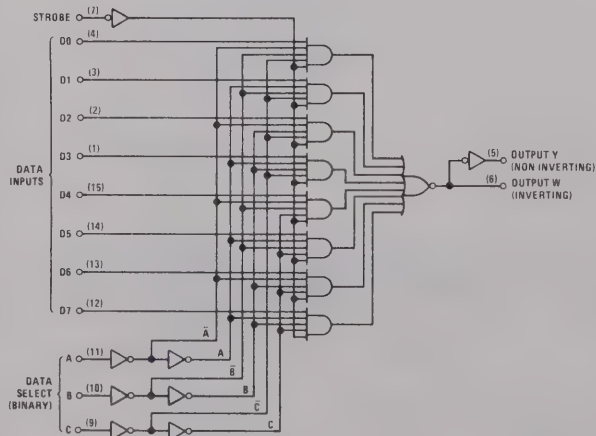 STROBE (7)
D0 (4)
D1 (3)
D2 (2)
D3 (1)
DATA
INPUTS
D4 (15)
D5 (14)
D6 (13)
D7 (12)
(5) OUTPUT Y
(NON INVERTING)
(6) OUTPUT W
(INVERTING)
A̅
A (11) A
B̅
DATA
SELECT
(BINARY)
B (10) B
C̅
C (9) C